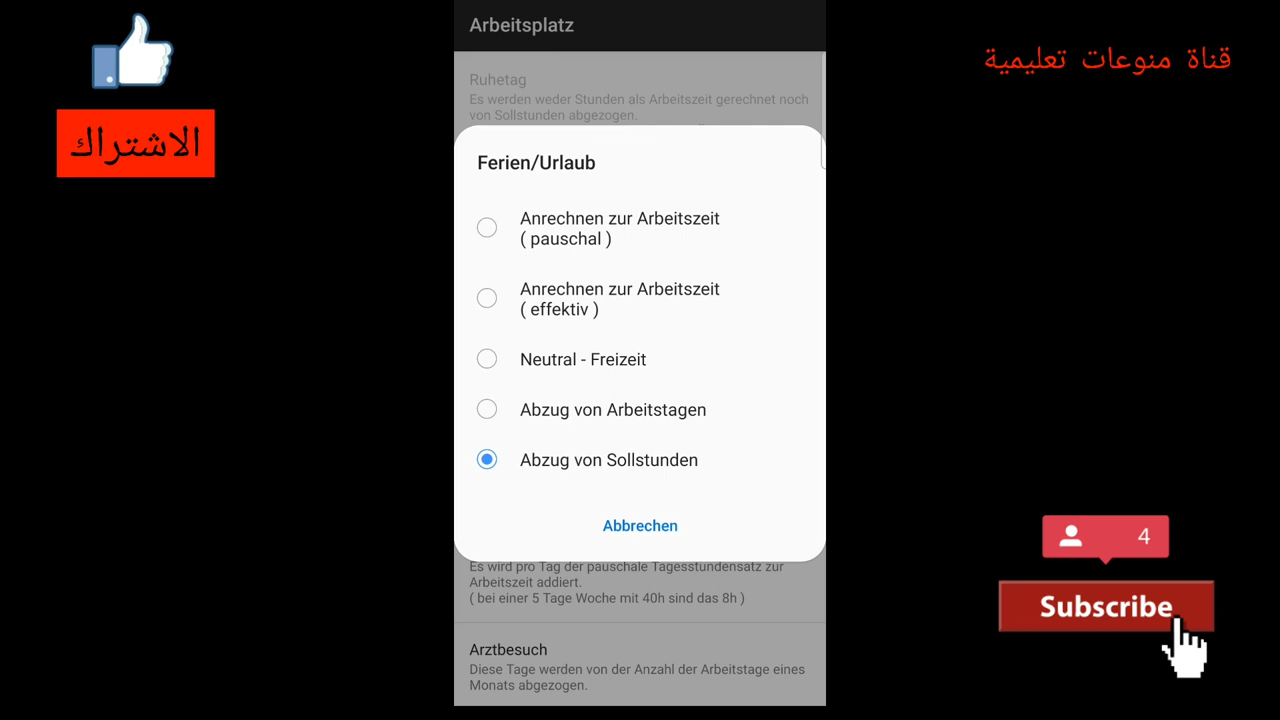 Arbeitsplatz
Ruhetag
Es werden weder Stunden als Arbeitszeit gerechnet noch
von Sollstunden abgezogen.
Ferien/Urlaub
Anrechnen zur Arbeitszeit
( pauschal )
Anrechnen zur Arbeitszeit
( effektiv )
Neutral - Freizeit
Abzug von Arbeitstagen
Abzug von Sollstunden
Abbrechen
Es wird pro Tag der pauschale Tagesstundensatz zur
Arbeitszeit addiert.
( bei einer 5 Tage Woche mit 40h sind das 8h )
Arztbesuch
Diese Tage werden von der Anzahl der Arbeitstage eines
Monats abgezogen.
الاشتراك
قناة منوعات تعليمية
4
Subscribe